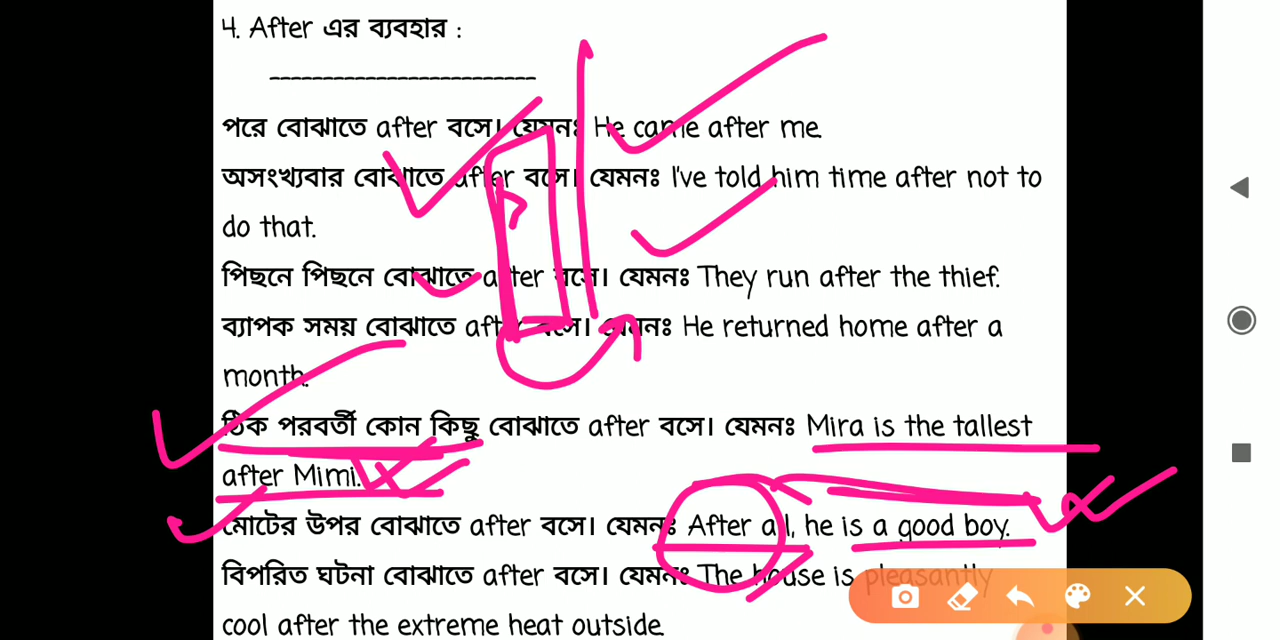 4. After এর ব্যবহার :
------------------------
পরে বোঝাতে after বসে। যেমনঃ He came after me.
অসংখ্যবার বোঝাতে after বসে। যেমনঃ I've told him time after not to
do that.
পিছনে পিছনে বোঝাতে after বসে। যেমনঃ They run after the thief.
ব্যাপক সময় বোঝাতে after বসে। যেমনঃ He returned home after a
month.
ঠিক পরবর্তী কোন কিছু বোঝাতে after বসে। যেমনঃ Mira is the tallest
after Mimi.
মোটের উপর বোঝাতে after বসে। যেমনঃ After all, he is a good boy.
বিপরিত ঘটনা বোঝাতে after বসে। যেমনঃ The house is pleasantly
cool after the extreme heat outside.